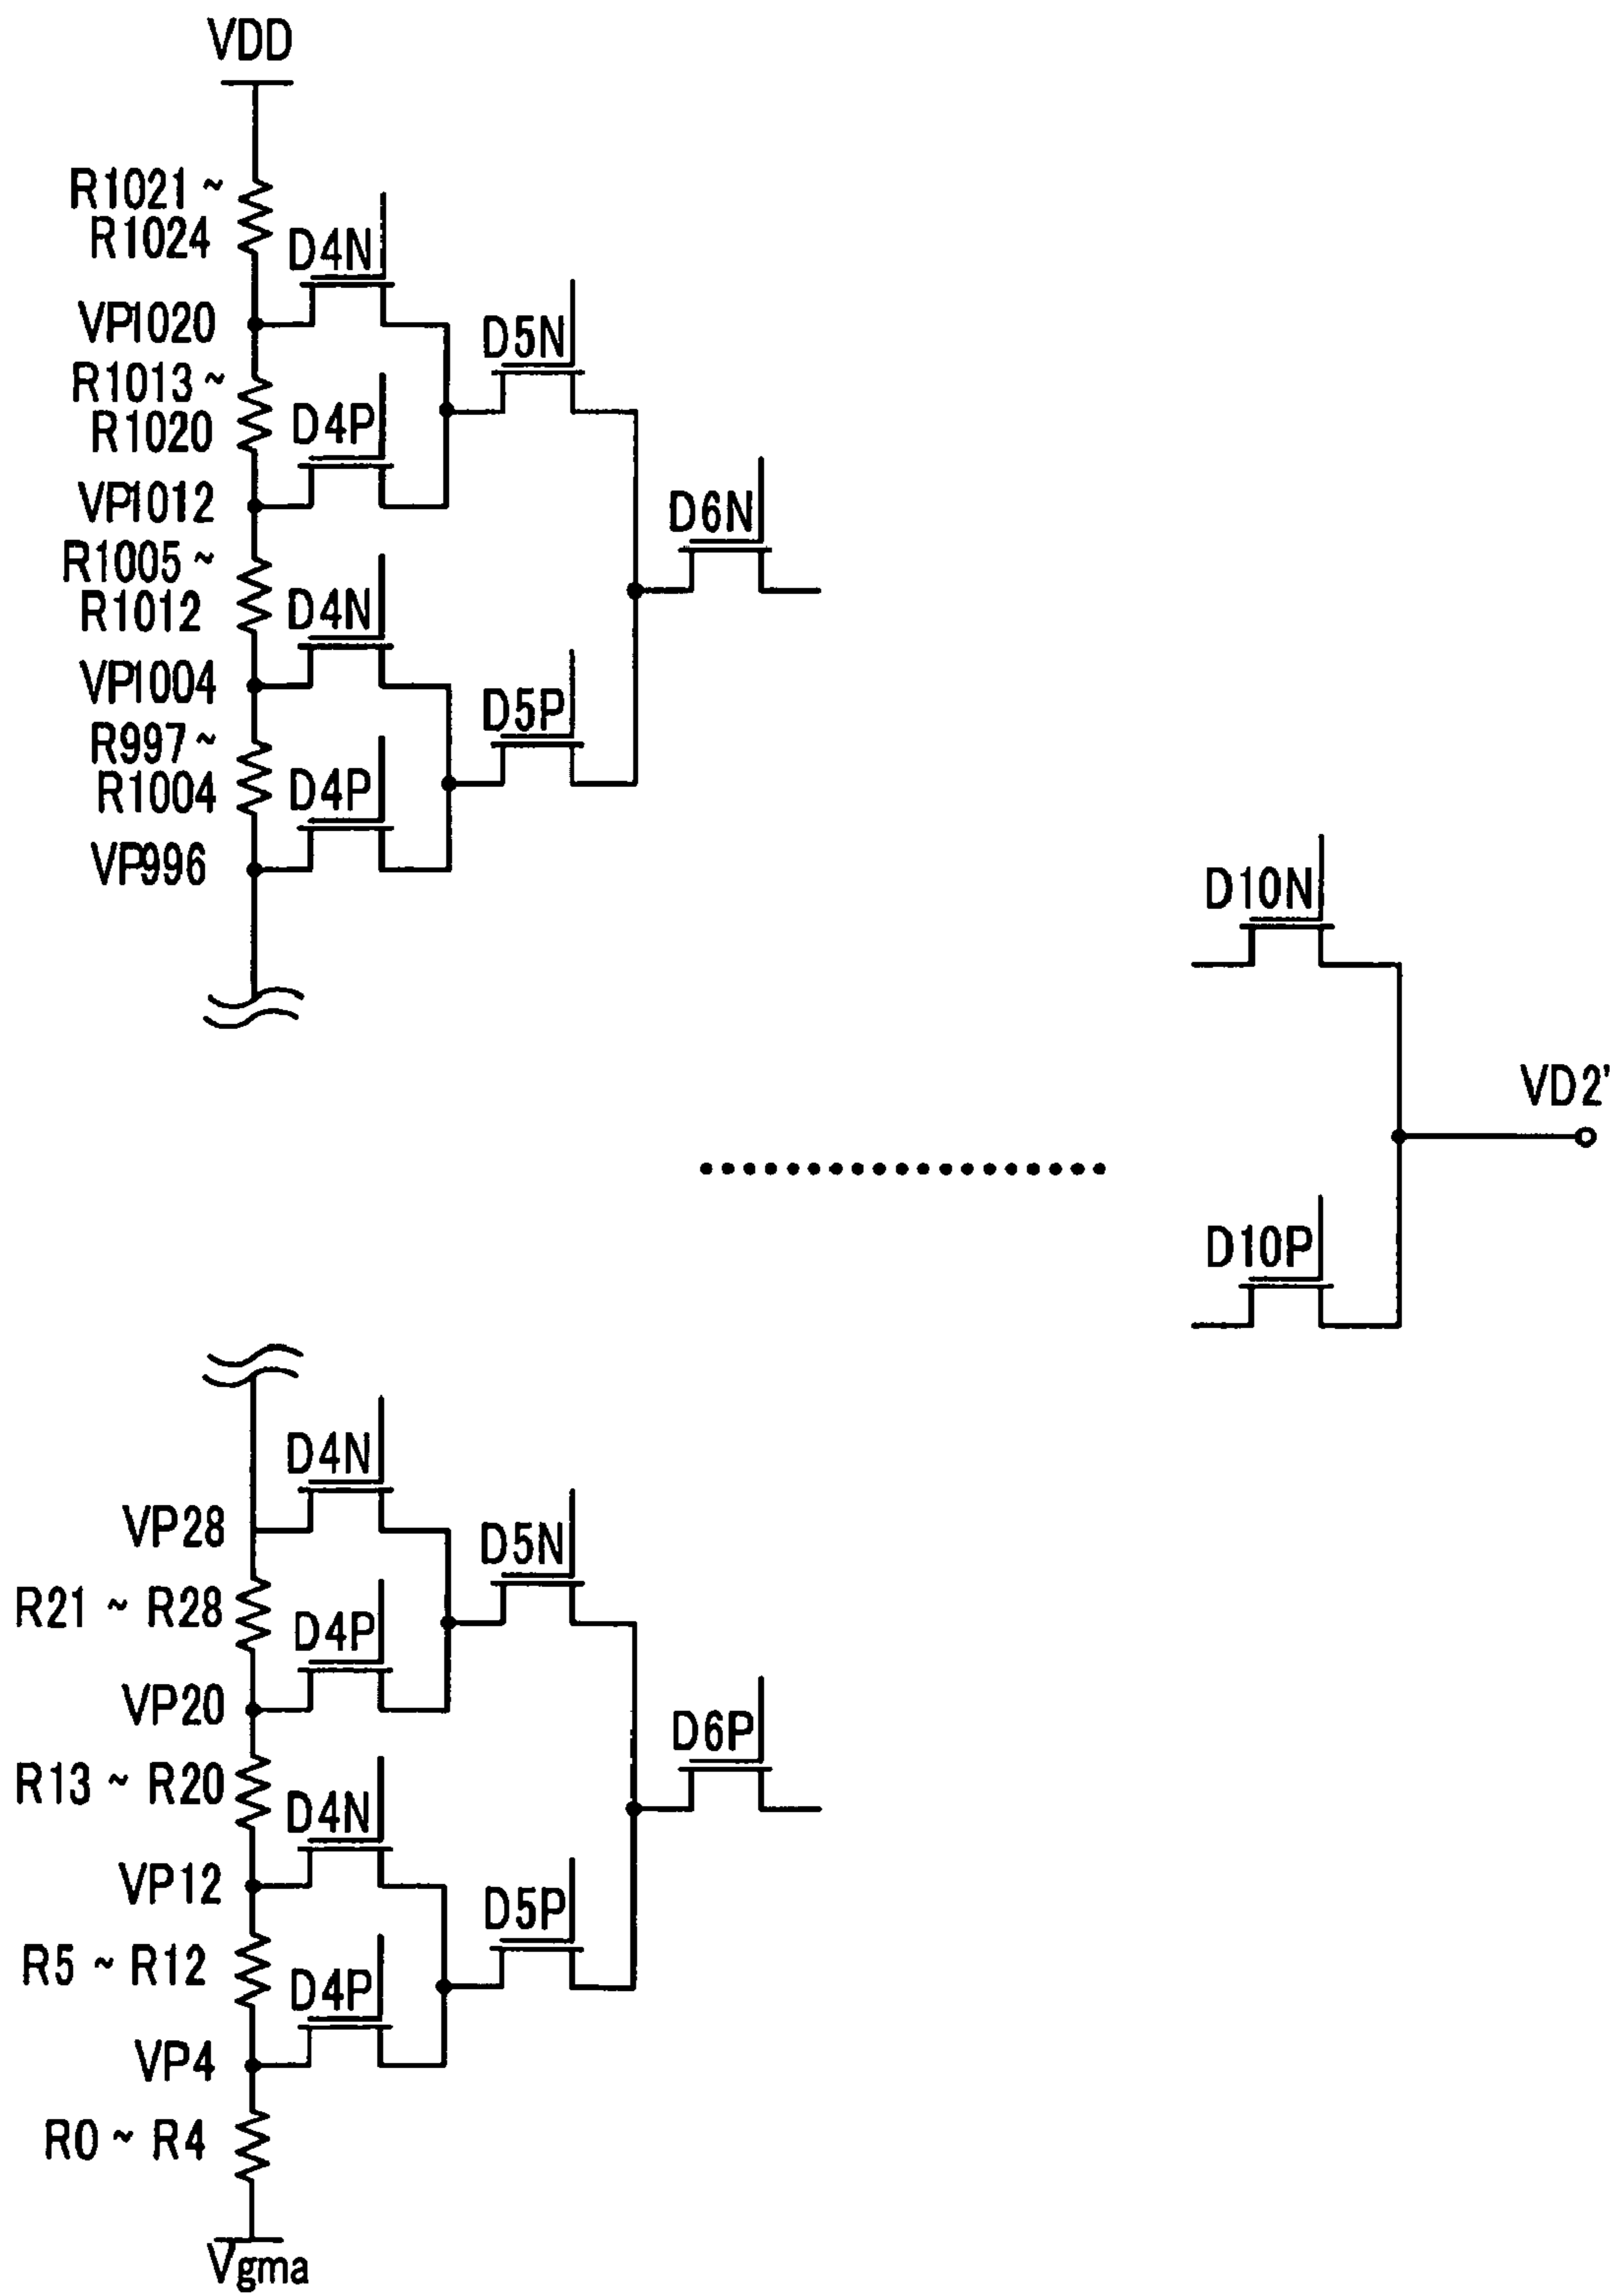 VDD
R1021 ~
R1024
D4N
VP1020
D5N
R1013 ~
R1020
D4P
VP1012
D6N
R1005 ~
R1012
D4N
VP1004
D5P
R997 ~
R1004
D4P
VP996
D10N
VD2'
D10P
D4N
VP28
D5N
R21 ~ R28
D4P
VP20
D6P
R13 ~ R20
D4N
VP12
D5P
R5 ~ R12
D4P
VP4
R0 ~ R4
Vgma